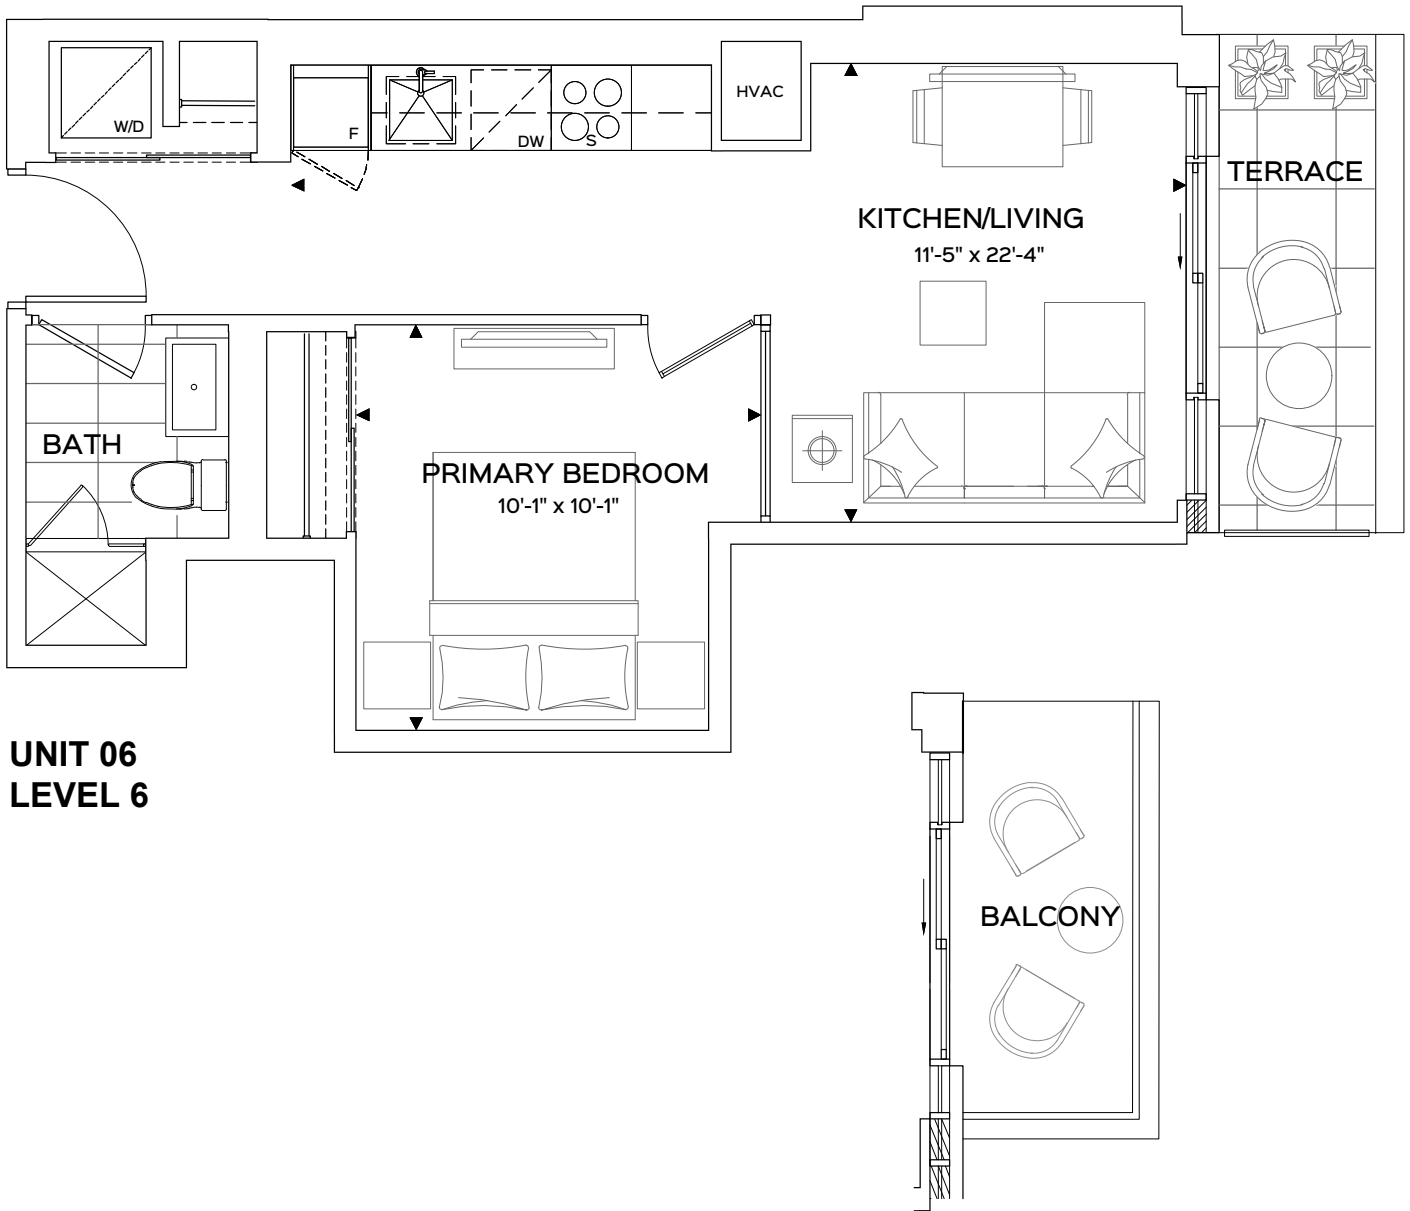 W/D
F
DW
S
HVAC
TERRACE
KITCHEN/LIVING
11'-5" x 22'-4"
BATH
PRIMARY BEDROOM
10'-1" x 10'-1"
UNIT 06
LEVEL 6
BALCONY